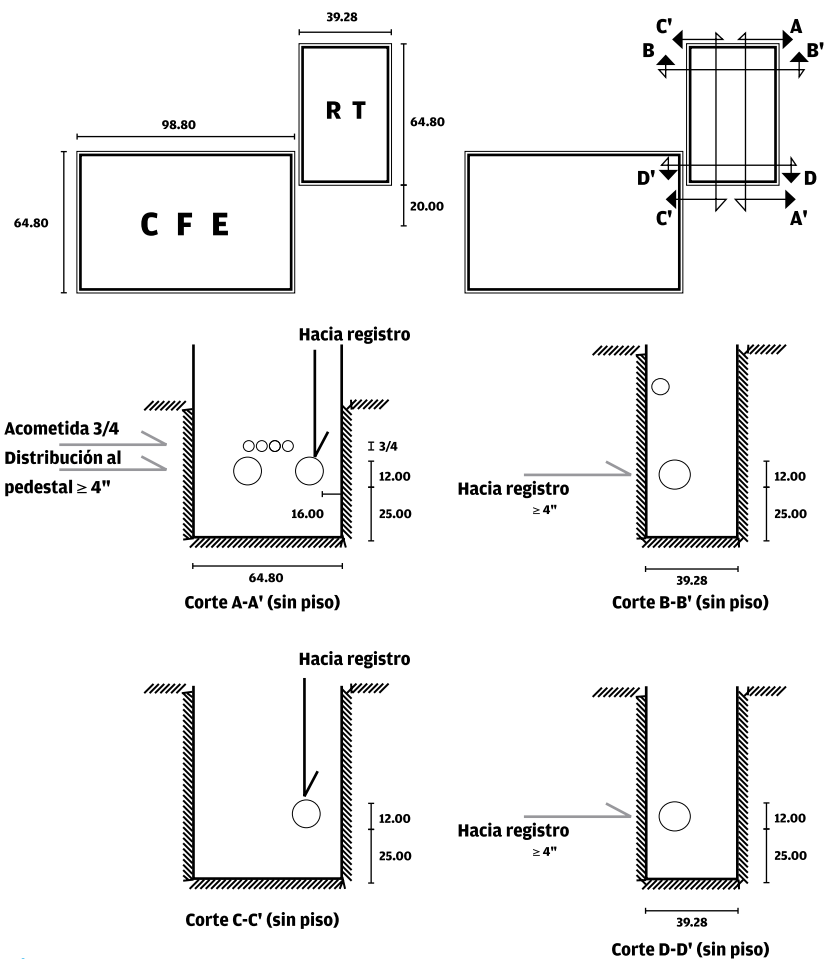 39.28
R T
98.80
64.80
C F E
64.80
20.00
C'
A
B
B'
D'
D
C'
A'
Hacia registro
Acometida 3/4
Distribución al
pedestal ≥ 4"
3/4
12.00
16.00
25.00
64.80
Corte A-A' (sin piso)
Hacia registro
≥ 4"
12.00
25.00
39.28
Corte B-B' (sin piso)
Hacia registro
12.00
25.00
Corte C-C' (sin piso)
Hacia registro
≥ 4"
12.00
25.00
39.28
Corte D-D' (sin piso)